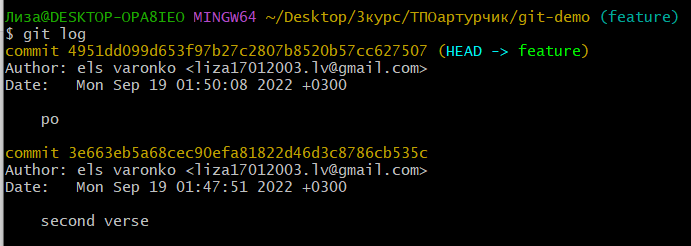 Лиза@DESKTOP-OPA8IEO MINGW64 ~/Desktop/3курс/ТПОартурчик/git-demo (feature)
$ git log
commit 4951dd099d653f97b27c2807b8520b57cc627507 (HEAD -> feature)
Author: els varonko <liza17012003.lv@gmail.com>
Date:   Mon Sep 19 01:50:08 2022 +0300
    po
commit 3e663eb5a68cec90efa81822d46d3c8786cb535c
Author: els varonko <liza17012003.lv@gmail.com>
Date:   Mon Sep 19 01:47:51 2022 +0300
    second verse